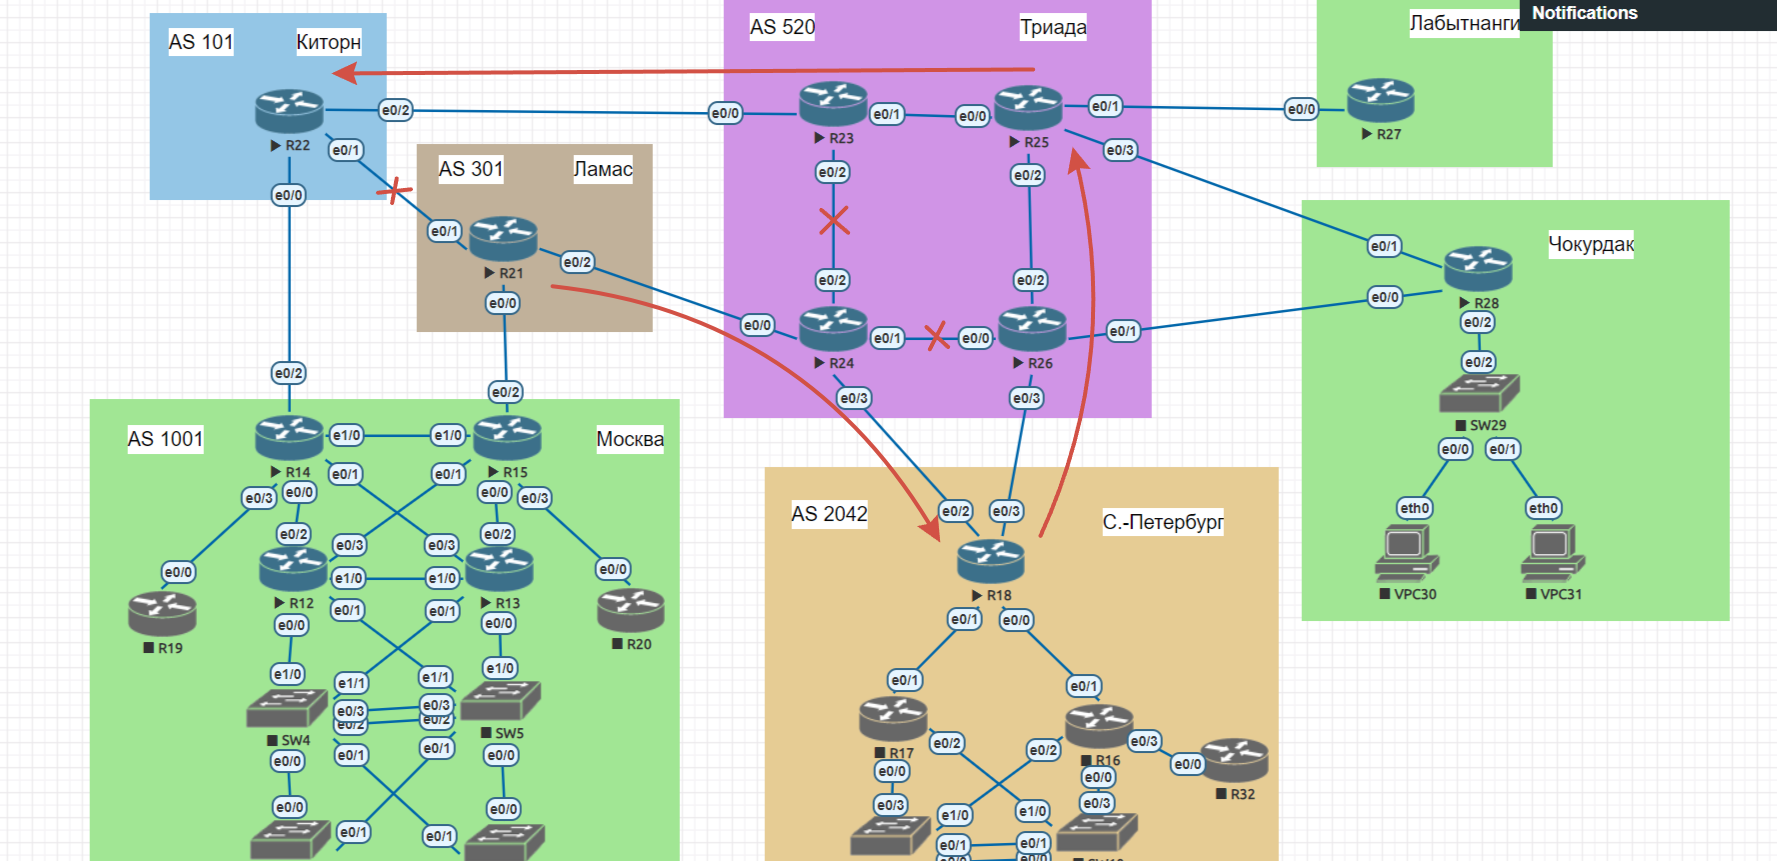 Notifications
AS 101
Киторн
AS 520
Триада
Лабытнанги
e0/2
e0/0
e0/1
e0/0
e0/1
e0/0
R22
R23
R25
R27
e0/1
e0/3
e0/0
AS 301
Ламас
e0/2
e0/2
e0/1
R21
e0/2
e0/0
Чокурдак
e0/1
R28
e0/0
e0/2
e0/2
e0/2
e0/0
e0/1
e0/0
e0/1
R24
R26
e0/2
SW29
e0/0
e0/1
eth0
eth0
VPC30
VPC31
e0/2
e0/2
e0/3
e0/3
AS 1001
Москва
e1/0
e1/0
R14
R15
e0/1
e0/1
e0/3
e0/0
e0/0
e0/3
e0/2
e0/2
e0/3
e0/3
e0/0
e1/0
e1/0
e0/0
R12
R13
e0/1
e0/1
e0/0
e0/0
R19
R20
e1/0
e1/0
e1/1
e1/1
e0/3
e0/3
e0/2
e0/2
SW4
SW5
e0/0
e0/1
e0/1
e0/0
e0/0
e0/0
e0/1
e0/1
AS 2042
С.-Петербург
e0/2
e0/3
R18
e0/1
e0/0
e0/1
e0/1
R17
R16
e0/2
e0/2
e0/3
e0/0
R32
e0/0
e0/0
e0/3
e0/3
e1/0
e1/0
e0/1
e0/1